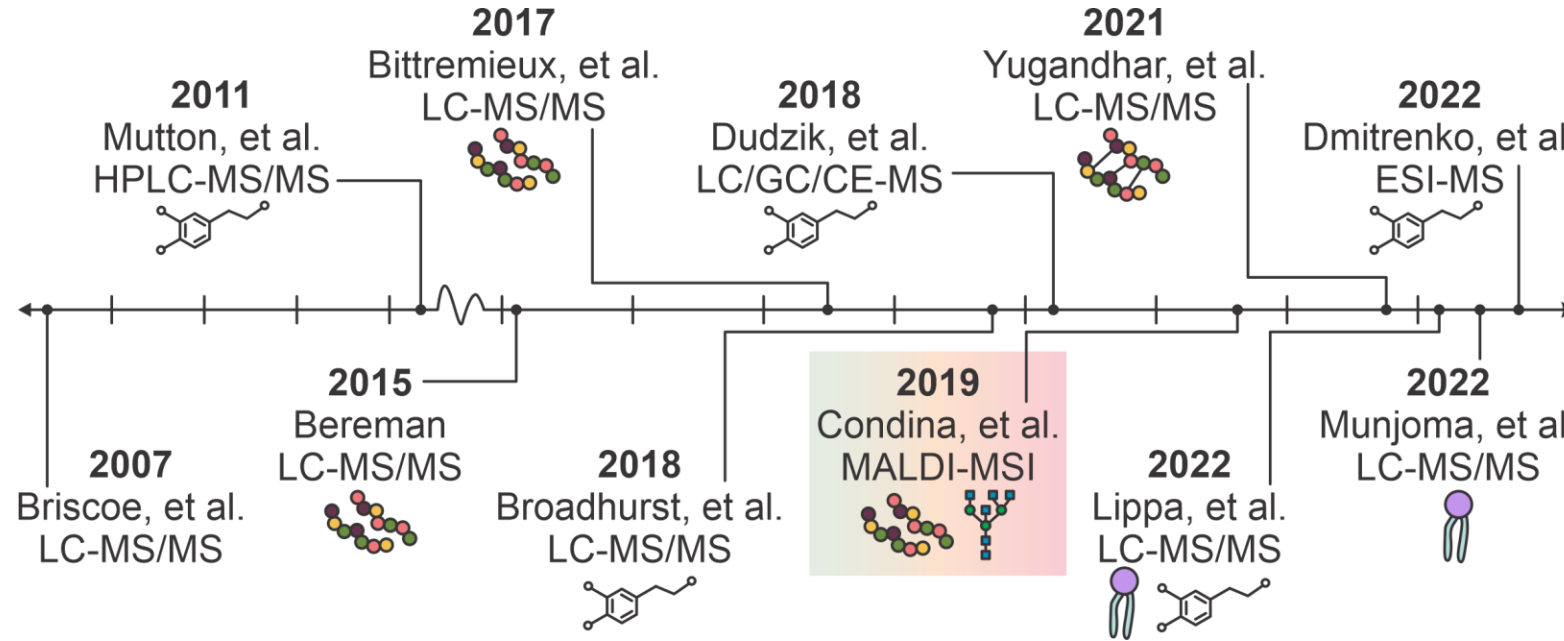 2011
Mutton, et al.
HPLC-MS/MS
2017
Bittremieux, et al.
LC-MS/MS
2018
Dudzik, et al.
LC/GC/CE-MS
2021
Yugandhar, et al.
LC-MS/MS
2022
Dmitrenko, et al
ESI-MS
2007
Briscoe, et al.
LC-MS/MS
2015
Bereman
LC-MS/MS
2018
Broadhurst, et al.
LC-MS/MS
2019
Condina, et al.
MALDI-MSI
2022
Lippa, et al.
LC-MS/MS
2022
Munjoma, et al
LC-MS/MS